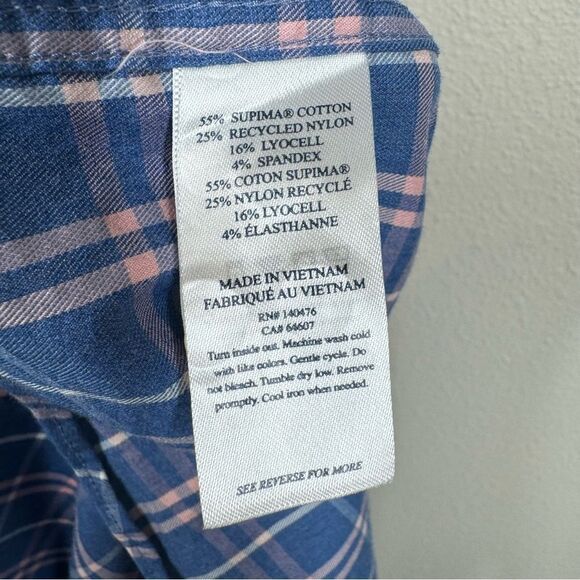 55% SUPIMA® COTTON
25% RECYCLED NYLON
16% LYOCELL
4% SPANDEX
55% COTON SUPIMA®
25% NYLON RECYCLÉ
16% LYOCELL
4% ÉLASTHANNE
MADE IN VIETNAM
FABRIQUÉ AU VIETNAM
RN# 140476
CA# 64607
Turn inside out. Machine wash cold
with like colors. Gentle cycle. Do
not bleach. Tumble dry low. Remove
promptly. Cool iron when needed.
SEE REVERSE FOR MORE